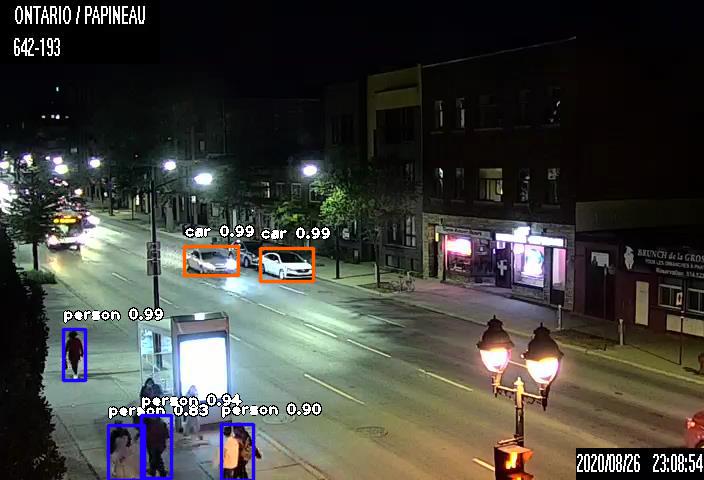 ONTARIO / PAPINEAU
642-193
car 0.99
car 0.99
person 0.99
person 0.94
person 0.83
person 0.90
BRUNCH de la GROS
2020/08/26 23:08:54